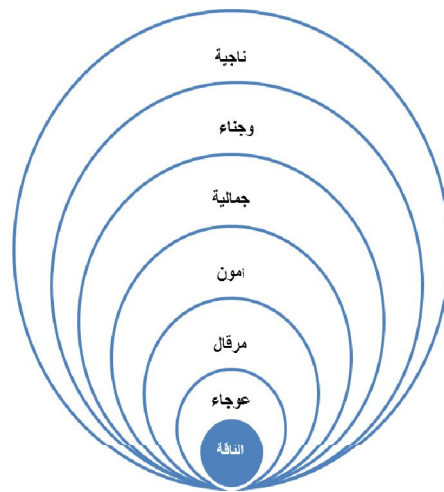 ناجية
وجناء
جمالية
أمون
مرقال
عوجاء
الناقة